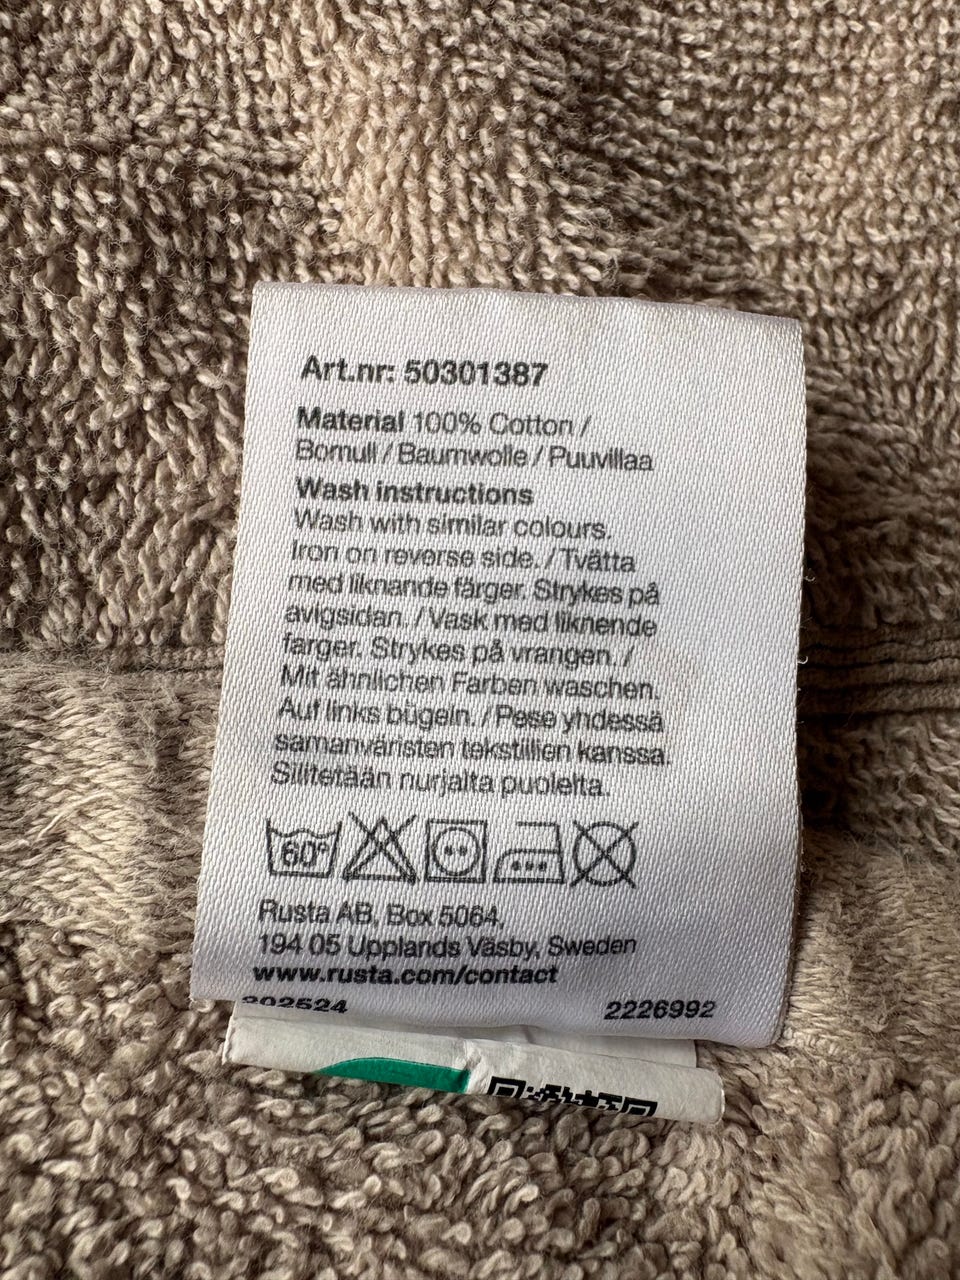 Art.nr: 50301387
Material 100% Cotton /
Bomull / Baumwolle / Puuvillaa
Wash instructions
Wash with similar colours.
Iron on reverse side. / Tvätta
med liknande färger. Strykes på
avigsidan. / Vask med liknende
farger. Strykes på vrangen. /
Mit ähnlichen Farben waschen.
Auf links bügeln. / Pese yhdessä
samanväristen tekstiilien kanssa.
Silitetään nurjalta puolelta.
60°
Rusta AB, Box 5064,
194 05 Upplands Väsby, Sweden
www.rusta.com/contact
202524 2226992